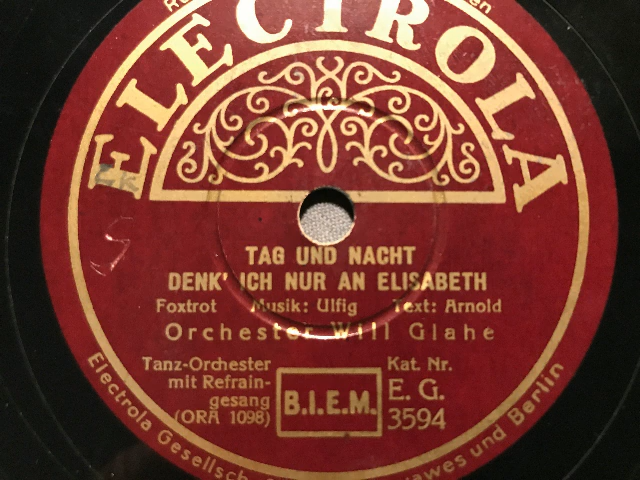 ELECTROLA
TAG UND NACHT
DENK' ICH NUR AN ELISABETH
Foxtrot Musik: Ulfig Text: Arnold
Orchester Will Glahe
Tanz-Orchester
mit Refrain-
gesang
(ORA 1098)
B.I.E.M.
Kat. Nr.
E. G.
3594
Electrola Gesellsch. und Berlin